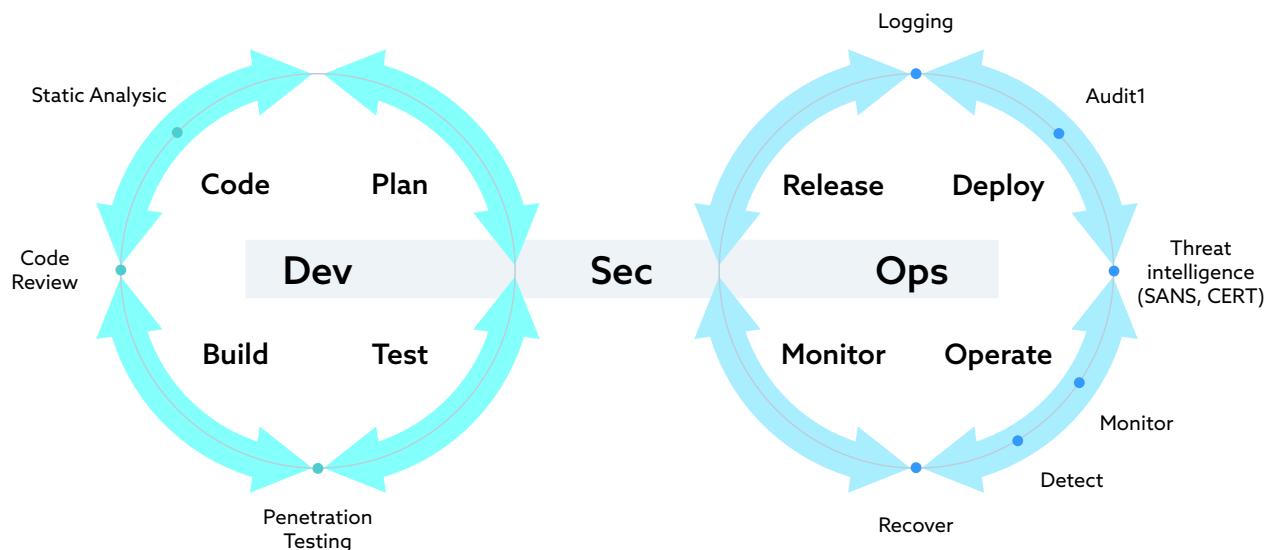 Logging
Static Analysic
Audit1
Code
Plan
Release
Deploy
Code
Review
Dev
Sec
Ops
Threat
intelligence
(SANS, CERT)
Build
Test
Monitor
Operate
Monitor
Detect
Penetration
Testing
Recover